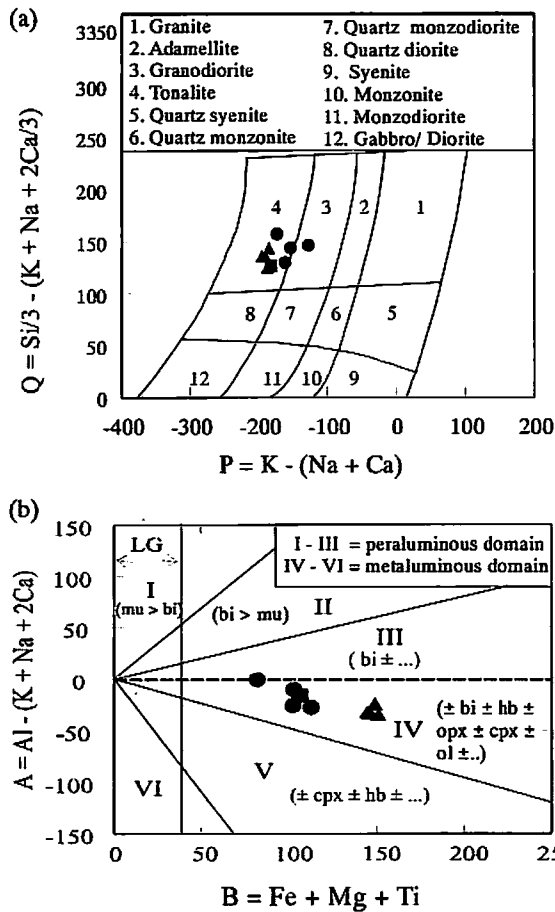 (a)
3350
300
250
200
150
100
50
0
Q = Si/3 - (K + Na + 2Ca/3)
1. Granite
2. Adamellite
3. Granodiorite
4. Tonalite
5. Quartz syenite
6. Quartz monzonite
7. Quartz monzodiorite
8. Quartz diorite
9. Syenite
10. Monzonite
11. Monzodiorite
12. Gabbro/ Diorite
4 3 2 1
8 7 6 5
12 11 10 9
-400 -300 -200 -100 0 100 200
P = K - (Na + Ca)
(b)
150
100
50
0
-50
-100
-150
A = Al - (K + Na + 2Ca)
LG
I
(mu > bi)
I - III = peraluminous domain
IV - VI = metaluminous domain
(bi > mu) II
III
( bi ± ...)
IV
(± bi ± hb ±
opx ± cpx ±
ol ±..)
VI V
(± cpx ± hb ± ...)
0 50 100 150 200 250
B = Fe + Mg + Ti